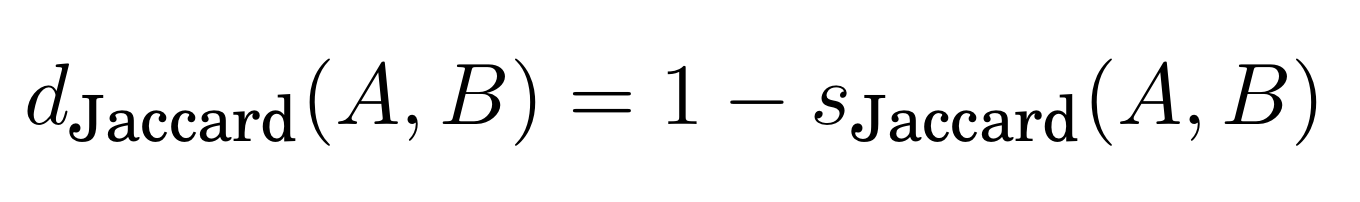 d_Jaccard(A, B) = 1 − s_Jaccard(A, B)